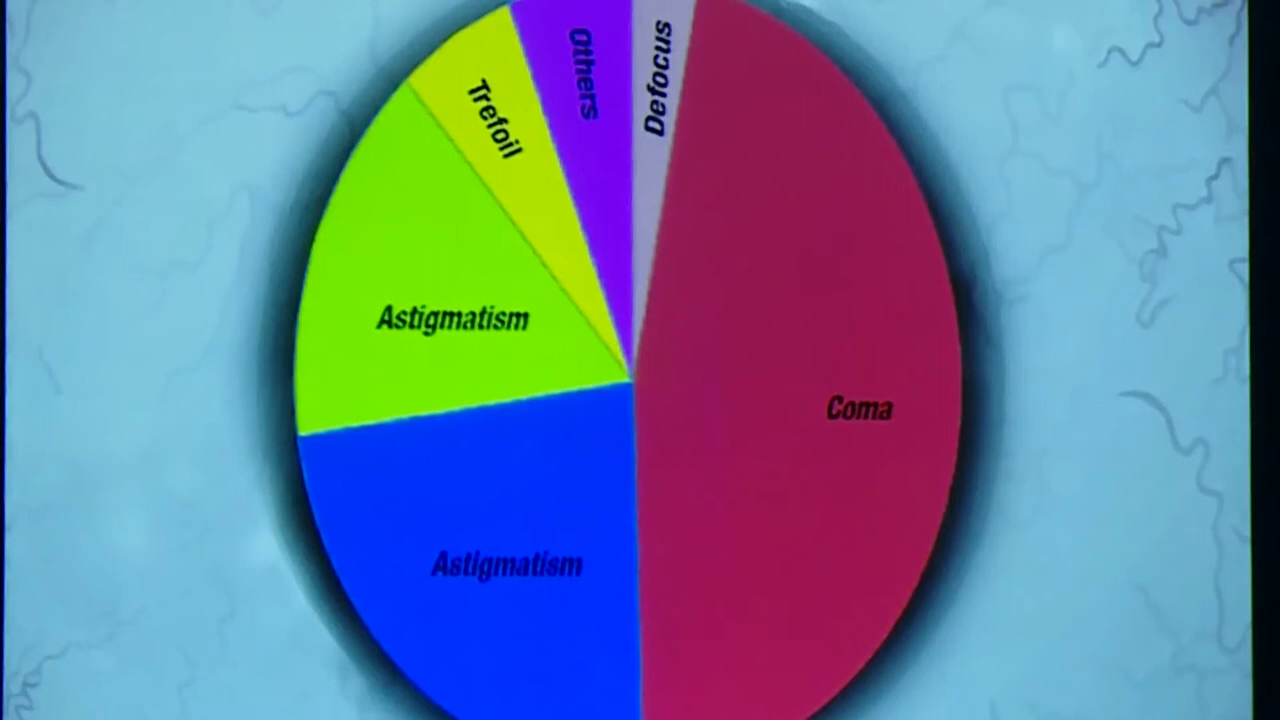 Others
Defocus
Trefoil
Astigmatism
Coma
Astigmatism